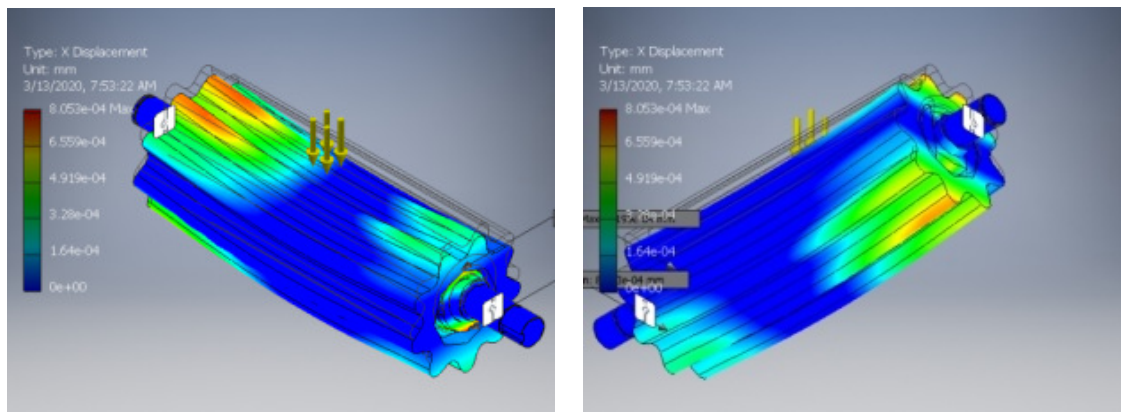 Type: X Displacement
Unit: mm
3/13/2020, 7:53:22 AM
8.053e-04 Max
6.559e-04
4.919e-04
3.28e-04
1.64e-04
0e+00
Type: X Displacement
Unit: mm
3/13/2020, 7:53:22 AM
8.053e-04 Max
6.559e-04
4.919e-04
3.28e-04
1.64e-04
0e+00